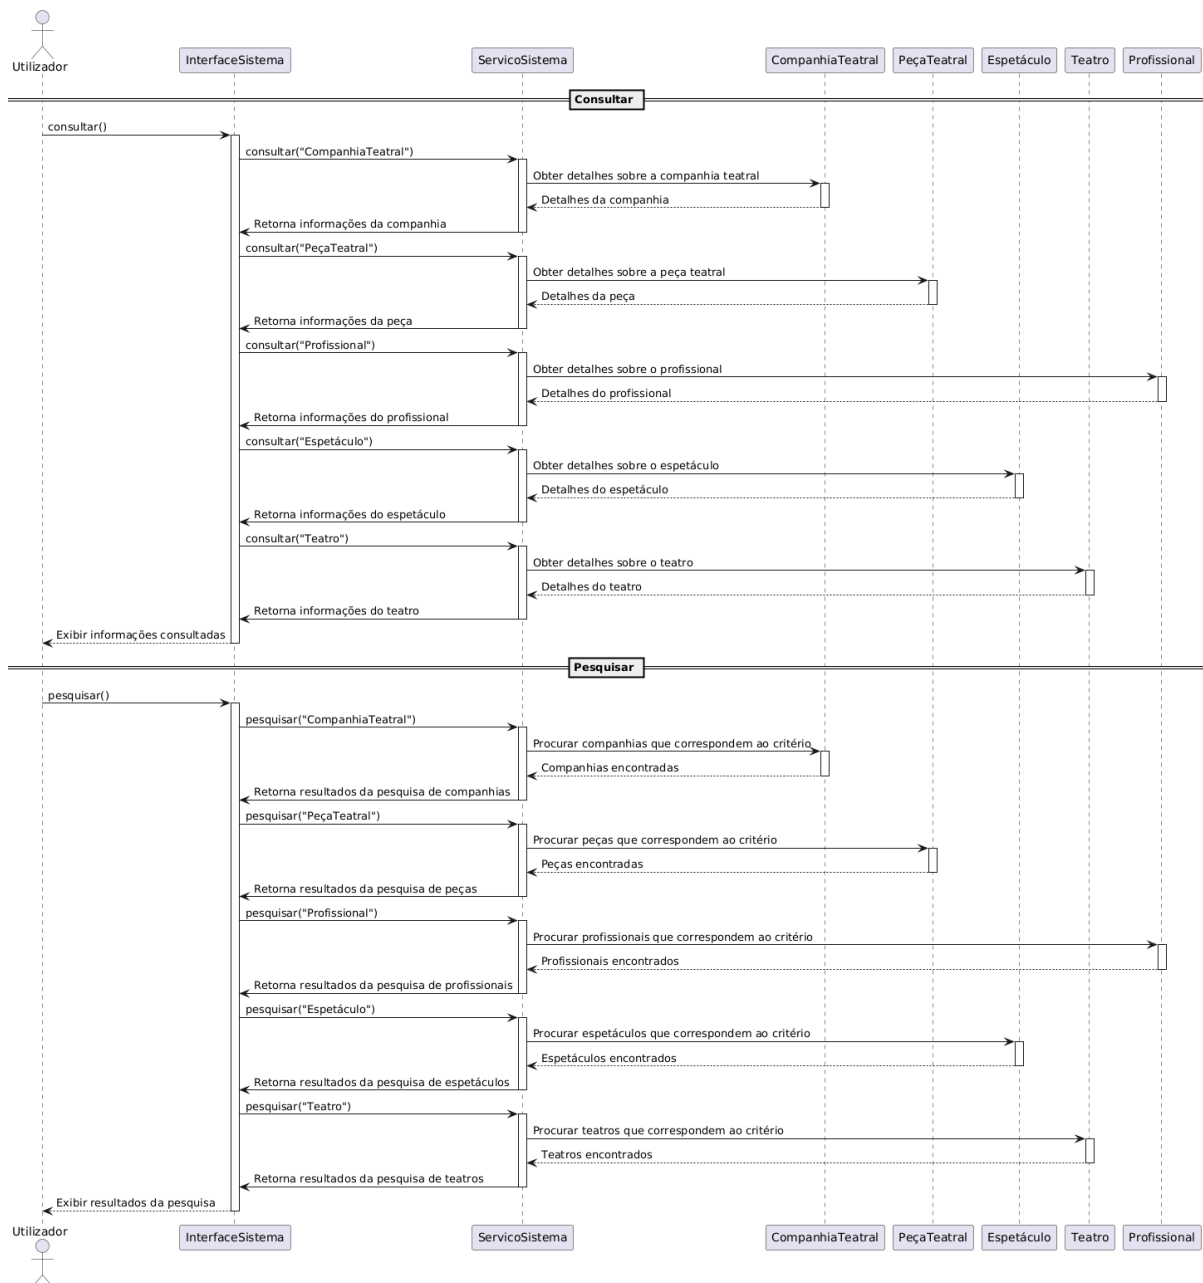 Utilizador
InterfaceSistema
ServicoSistema
CompanhiaTeatral
PeçaTeatral
Espetáculo
Teatro
Profissional
Consultar
consultar()
consultar("CompanhiaTeatral")
Obter detalhes sobre a companhia teatral
Detalhes da companhia
Retorna informações da companhia
consultar("PeçaTeatral")
Obter detalhes sobre a peça teatral
Detalhes da peça
Retorna informações da peça
consultar("Profissional")
Obter detalhes sobre o profissional
Detalhes do profissional
Retorna informações do profissional
consultar("Espetáculo")
Obter detalhes sobre o espetáculo
Detalhes do espetáculo
Retorna informações do espetáculo
consultar("Teatro")
Obter detalhes sobre o teatro
Detalhes do teatro
Retorna informações do teatro
Exibir informações consultadas
Pesquisar
pesquisar()
pesquisar("CompanhiaTeatral")
Procurar companhias que correspondem ao critério
Companhias encontradas
Retorna resultados da pesquisa de companhias
pesquisar("PeçaTeatral")
Procurar peças que correspondem ao critério
Peças encontradas
Retorna resultados da pesquisa de peças
pesquisar("Profissional")
Procurar profissionais que correspondem ao critério
Profissionais encontrados
Retorna resultados da pesquisa de profissionais
pesquisar("Espetáculo")
Procurar espetáculos que correspondem ao critério
Espetáculos encontrados
Retorna resultados da pesquisa de espetáculos
pesquisar("Teatro")
Procurar teatros que correspondem ao critério
Teatros encontrados
Retorna resultados da pesquisa de teatros
Exibir resultados da pesquisa
Utilizador
InterfaceSistema
ServicoSistema
CompanhiaTeatral
PeçaTeatral
Espetáculo
Teatro
Profissional